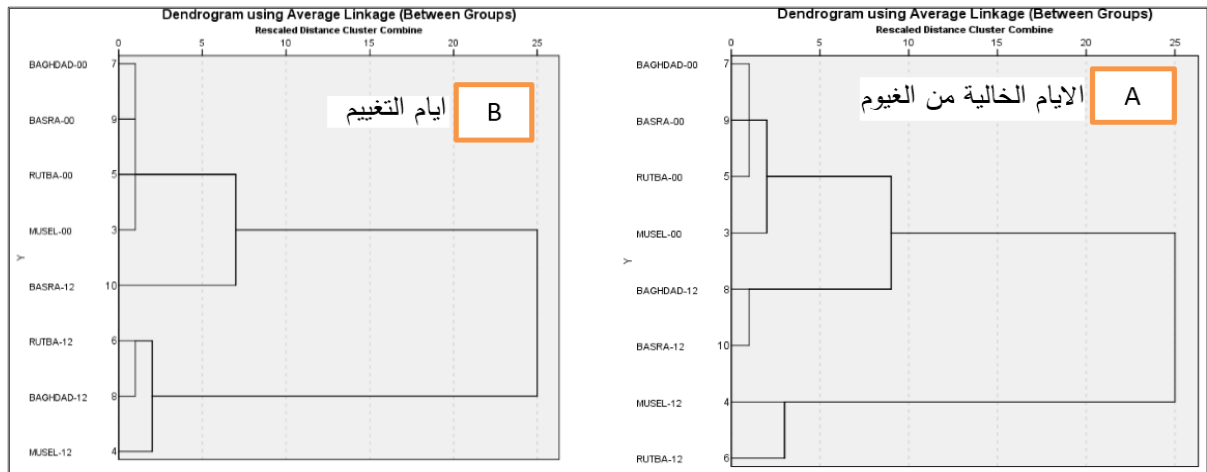 Dendrogram using Average Linkage (Between Groups)
Rescaled Distance Cluster Combine
0 5 10 15 20 25
BAGHDAD-00 7
BASRA-00 9
RUTBA-00 5
MUSEL-00 3
BASRA-12 10
RUTBA-12 6
BAGHDAD-12 8
MUSEL-12 4
Y
ايام التغييم
B
Dendrogram using Average Linkage (Between Groups)
Rescaled Distance Cluster Combine
0 5 10 15 20 25
BAGHDAD-00 7
BASRA-00 9
RUTBA-00 5
MUSEL-00 3
BAGHDAD-12 8
BASRA-12 10
MUSEL-12 4
RUTBA-12 6
Y
الايام الخالية من الغيوم
A